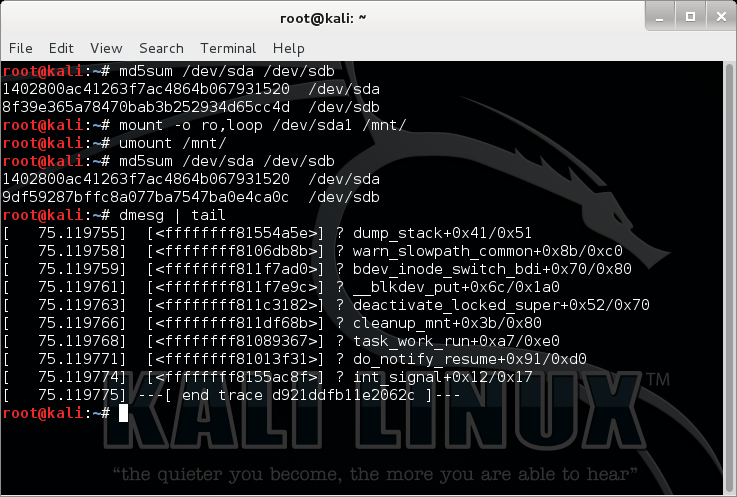 root@kali: ~
File Edit View Search Terminal Help
root@kali:~# md5sum /dev/sda /dev/sdb
1402800ac41263f7ac4864b067931520  /dev/sda
8f39e365a78470bab3b252934d65cc4d  /dev/sdb
root@kali:~# mount -o ro,loop /dev/sda1 /mnt/
root@kali:~# umount /mnt/
root@kali:~# md5sum /dev/sda /dev/sdb
1402800ac41263f7ac4864b067931520  /dev/sda
9df59287bffc8a077ba7547ba0e4ca0c  /dev/sdb
root@kali:~# dmesg | tail
[   75.119755]  [<ffffffff81554a5e>] ? dump_stack+0x41/0x51
[   75.119758]  [<ffffffff8106db8b>] ? warn_slowpath_common+0x8b/0xc0
[   75.119759]  [<ffffffff811f7ad0>] ? bdev_inode_switch_bdi+0x70/0x80
[   75.119761]  [<ffffffff811f7e9c>] ? __blkdev_put+0x6c/0x1a0
[   75.119763]  [<ffffffff811c3182>] ? deactivate_locked_super+0x52/0x70
[   75.119766]  [<ffffffff811df68b>] ? cleanup_mnt+0x3b/0x80
[   75.119768]  [<ffffffff81089367>] ? task_work_run+0xa7/0xe0
[   75.119771]  [<ffffffff81013f31>] ? do_notify_resume+0x91/0xd0
[   75.119774]  [<ffffffff8155ac8f>] ? int_signal+0x12/0x17
[   75.119775] ---[ end trace d921ddfb11e2062c ]---
root@kali:~#
KALI LINUX™
“the quieter you become, the more you are able to hear”